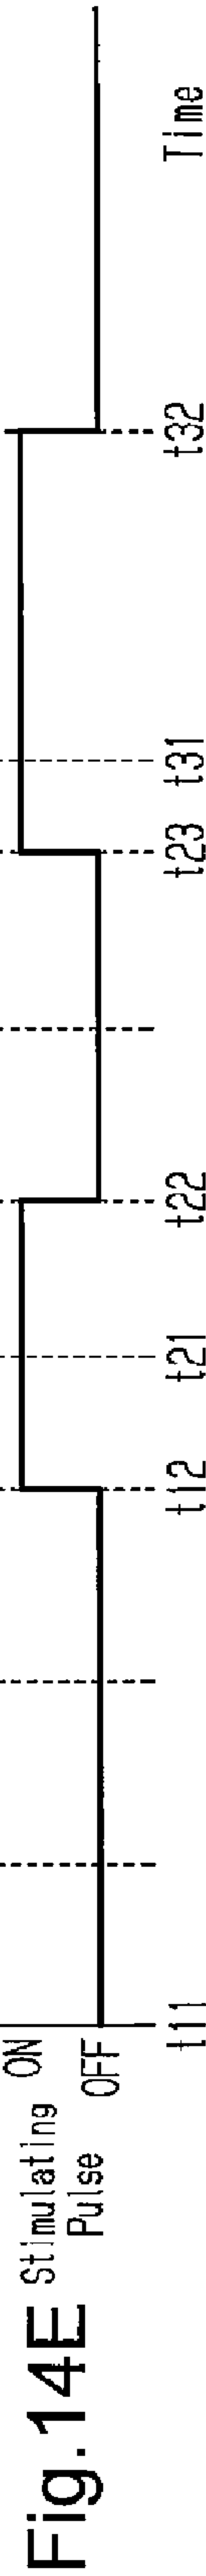 Fig.14E
Stimulating
Pulse
ON
OFF
t11
t12
t21
t22
t23
t31
t32
Time